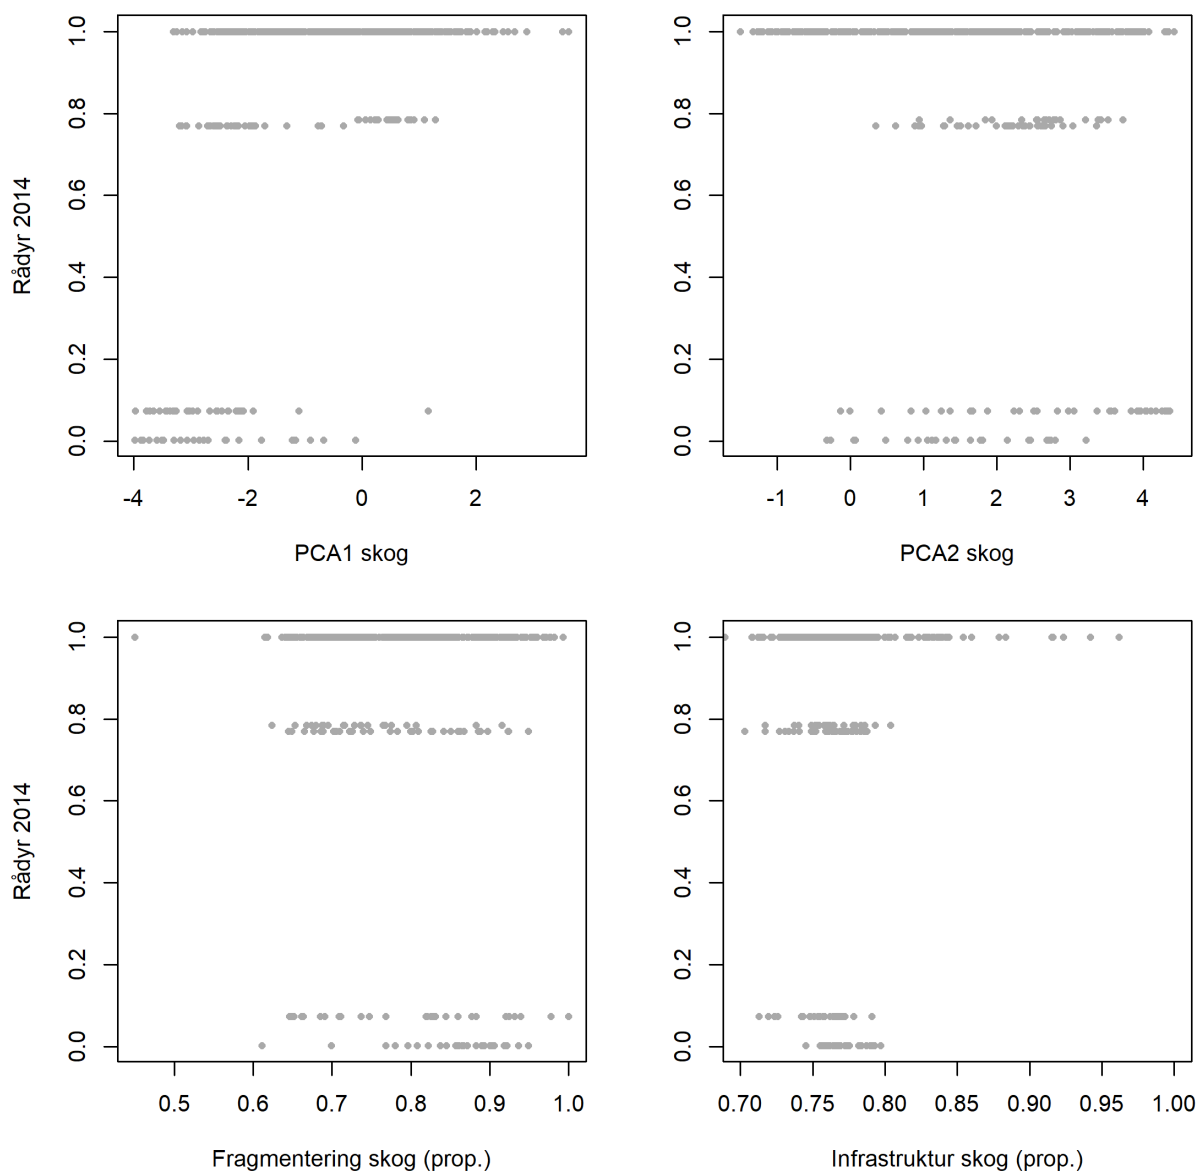 Rådyr 2014
1.0
0.8
0.6
0.4
0.2
0.0
-4 -2 0 2
PCA1 skog
1.0
0.8
0.6
0.4
0.2
0.0
-1 0 1 2 3 4
PCA2 skog
Rådyr 2014
1.0
0.8
0.6
0.4
0.2
0.0
0.5 0.6 0.7 0.8 0.9 1.0
Fragmentering skog (prop.)
1.0
0.8
0.6
0.4
0.2
0.0
0.70 0.75 0.80 0.85 0.90 0.95 1.00
Infrastruktur skog (prop.)